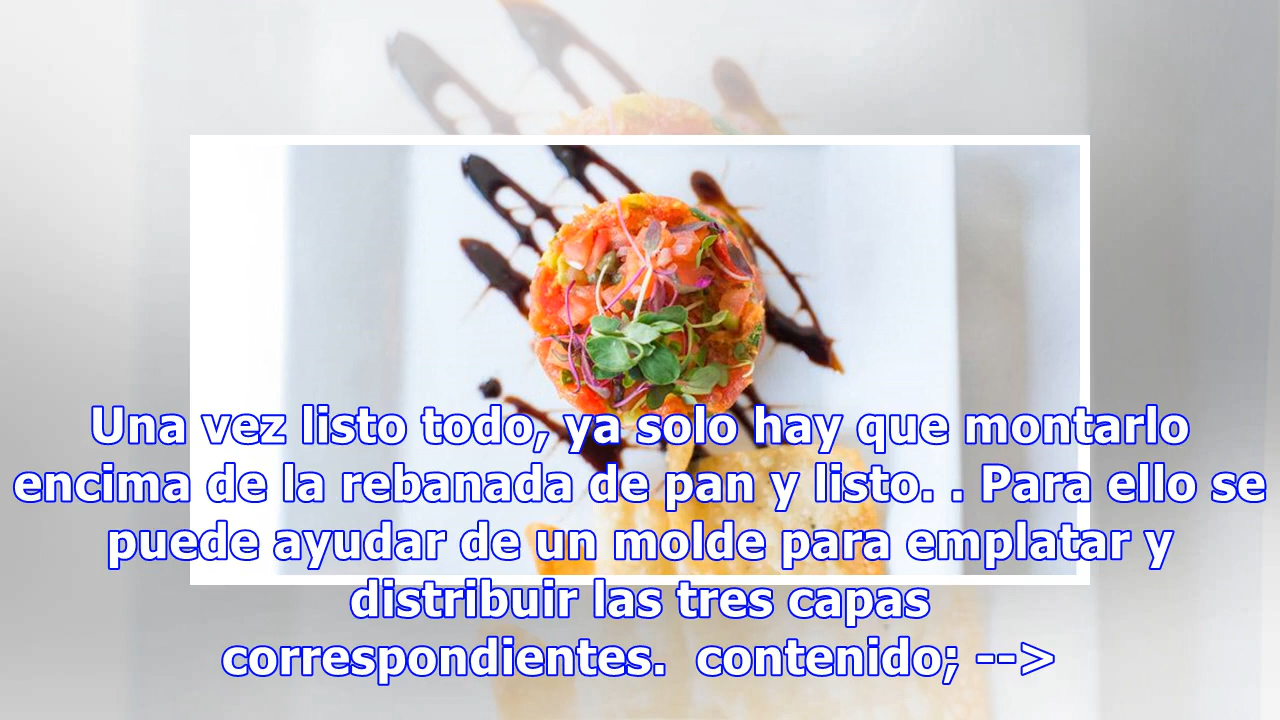 Una vez listo todo, ya solo hay que montarlo
encima de la rebanada de pan y listo. . Para ello se
puede ayudar de un molde para emplatar y
distribuir las tres capas
correspondientes.  contenido; -->